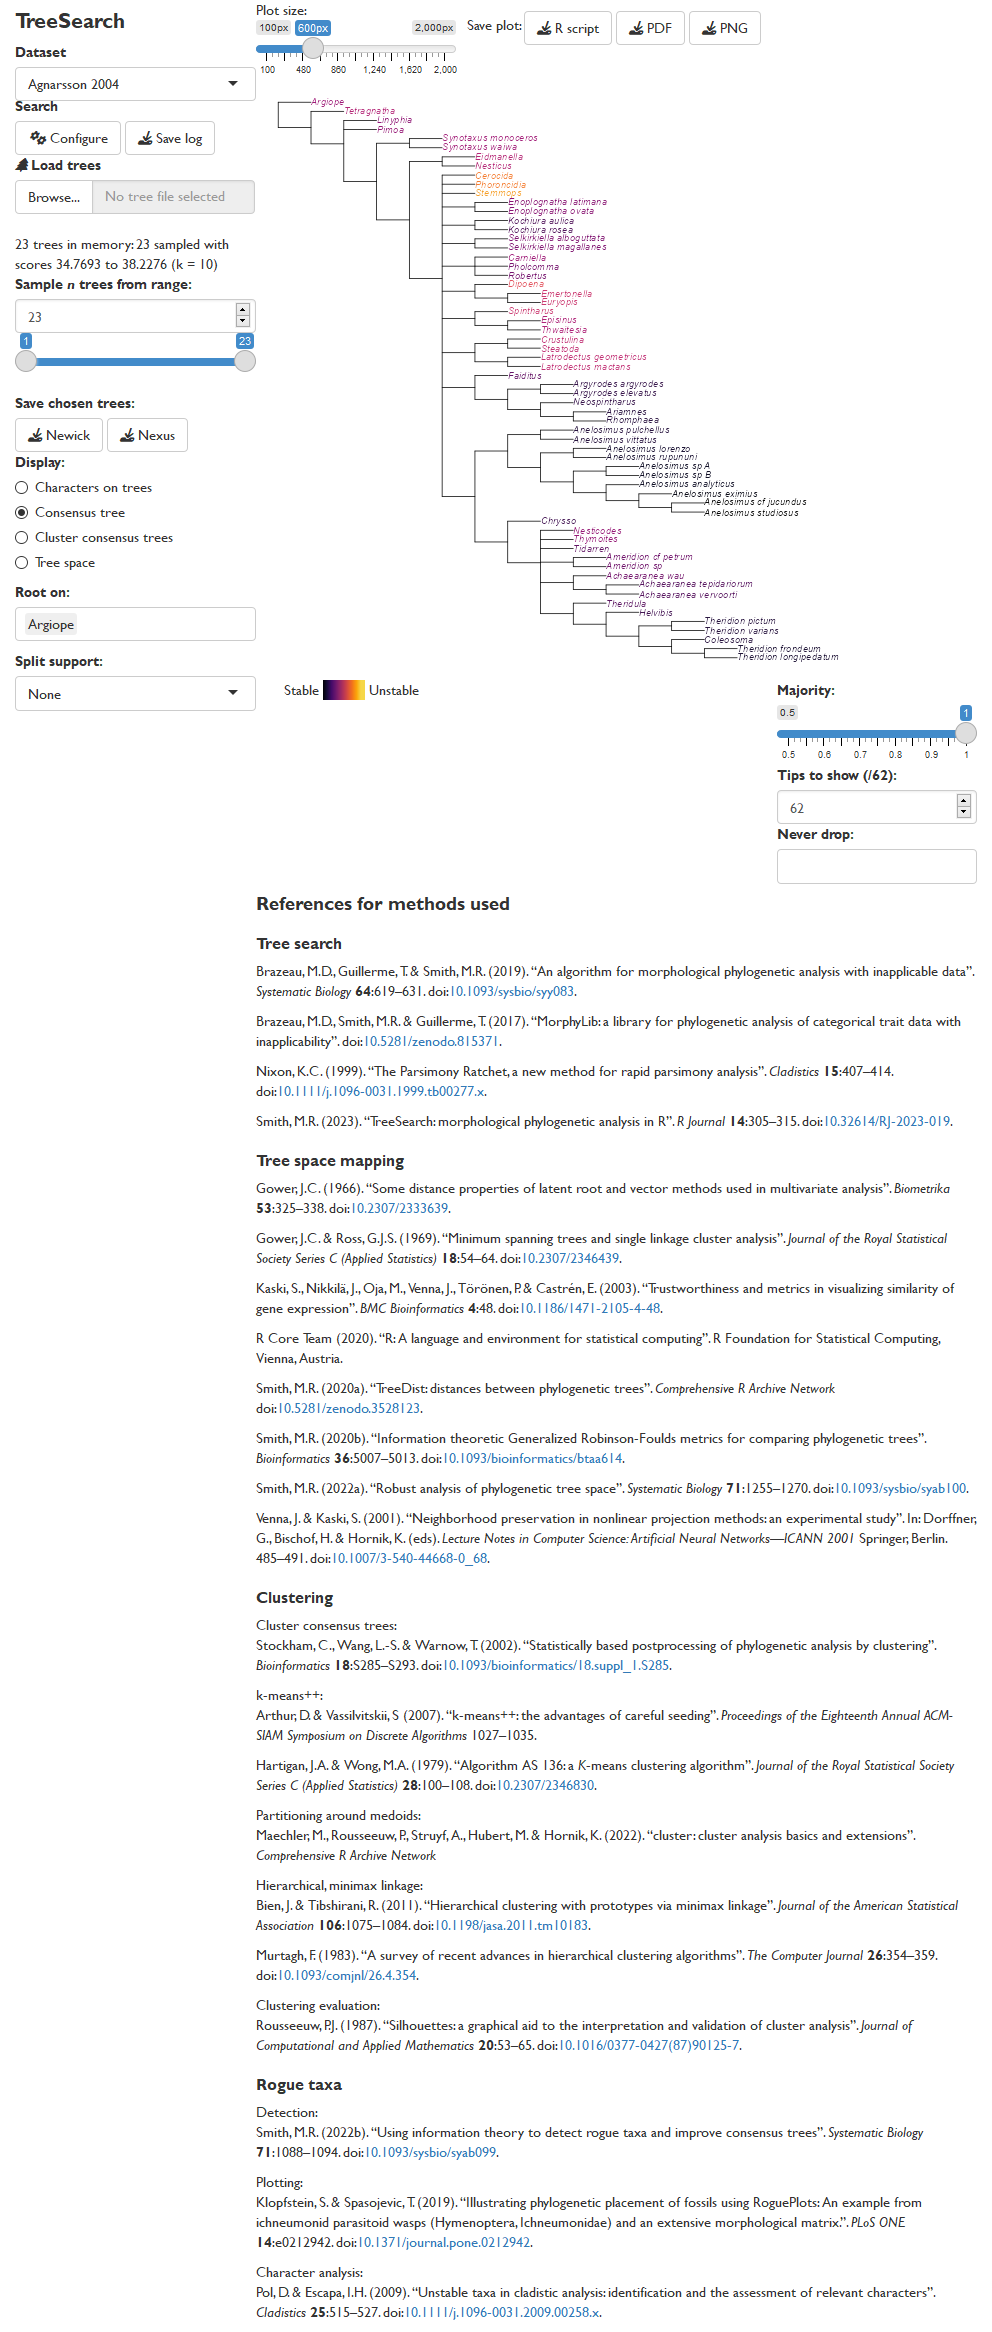 TreeSearch
Dataset
Agnarsson 2004
Search
Configure
Save log
Load trees
Browse... No tree file selected
23 trees in memory: 23 sampled with
scores 34.7693 to 38.2276 (k = 10)
Sample n trees from range:
23
1 23
Save chosen trees:
Newick
Nexus
Display:
Characters on trees
Consensus tree
Cluster consensus trees
Tree space
Root on:
Argiope
Split support:
None
Plot size:
100px 600px 2,000px
100 480 860 1,240 1,620 2,000
Save plot: R script PDF PNG
Argiope
Tetragnatha
Linyphia
Pimoa
Synotaxus monoceros
Synotaxus waiwa
Eidmanella
Nesticus
Cerocida
Phoroncidia
Stemmops
Enoplognatha latimana
Enoplognatha ovata
Kochiura aulica
Kochiura rosea
Selkirkiella alboguttata
Selkirkiella magallanes
Carniella
Pholcomma
Robertus
Dipoena
Emertonella
Euryopis
Spintharus
Episinus
Thwaitesia
Crustulina
Steatoda
Latrodectus geometricus
Latrodectus mactans
Faiditus
Argyrodes argyrodes
Argyrodes elevatus
Neospintharus
Ariamnes
Rhomphaea
Anelosimus pulchellus
Anelosimus vittatus
Anelosimus lorenzo
Anelosimus rupununi
Anelosimus sp A
Anelosimus sp B
Anelosimus analyticus
Anelosimus eximius
Anelosimus cf jucundus
Anelosimus studiosus
Chrysso
Nesticodes
Thymoites
Tidarren
Ameridion cf petrum
Ameridion sp
Achaearanea wau
Achaearanea tepidariorum
Achaearanea vervoorti
Theridula
Helvibis
Theridion pictum
Theridion varians
Coleosoma
Theridion frondeum
Theridion longipedatum
Stable Unstable
Majority:
0.5 1
0.5 0.6 0.7 0.8 0.9 1
Tips to show (/62):
62
Never drop:
References for methods used
Tree search
Brazeau, M.D., Guillerme, T. & Smith, M.R. (2019). “An algorithm for morphological phylogenetic analysis with inapplicable data”.
Systematic Biology 64:619–631. doi:10.1093/sysbio/syy083.
Brazeau, M.D., Smith, M.R. & Guillerme, T. (2017). “MorphyLib: a library for phylogenetic analysis of categorical trait data with
inapplicability”. doi:10.5281/zenodo.815371.
Nixon, K.C. (1999). “The Parsimony Ratchet, a new method for rapid parsimony analysis”. Cladistics 15:407–414.
doi:10.1111/j.1096-0031.1999.tb00277.x.
Smith, M.R. (2023). “TreeSearch: morphological phylogenetic analysis in R”. R Journal 14:305–315. doi:10.32614/RJ-2023-019.
Tree space mapping
Gower, J.C. (1966). “Some distance properties of latent root and vector methods used in multivariate analysis”. Biometrika
53:325–338. doi:10.2307/2333639.
Gower, J.C. & Ross, G.J.S. (1969). “Minimum spanning trees and single linkage cluster analysis”. Journal of the Royal Statistical
Society Series C (Applied Statistics) 18:54–64. doi:10.2307/2346439.
Kaski, S., Nikkilä, J., Oja, M., Venna, J., Törönen, P. & Castrén, E. (2003). “Trustworthiness and metrics in visualizing similarity of
gene expression”. BMC Bioinformatics 4:48. doi:10.1186/1471-2105-4-48.
R Core Team (2020). “R: A language and environment for statistical computing”. R Foundation for Statistical Computing,
Vienna, Austria.
Smith, M.R. (2020a). “TreeDist: distances between phylogenetic trees”. Comprehensive R Archive Network
doi:10.5281/zenodo.3528123.
Smith, M.R. (2020b). “Information theoretic Generalized Robinson-Foulds metrics for comparing phylogenetic trees”.
Bioinformatics 36:5007–5013. doi:10.1093/bioinformatics/btaa614.
Smith, M.R. (2022a). “Robust analysis of phylogenetic tree space”. Systematic Biology 71:1255–1270. doi:10.1093/sysbio/syab100.
Venna, J. & Kaski, S. (2001). “Neighborhood preservation in nonlinear projection methods: an experimental study”. In: Dorffner,
G., Bischof, H. & Hornik, K. (eds). Lecture Notes in Computer Science: Artificial Neural Networks—ICANN 2001 Springer, Berlin.
485–491. doi:10.1007/3-540-44668-0_68.
Clustering
Cluster consensus trees:
Stockham, C., Wang, L.-S. & Warnow, T. (2002). “Statistically based postprocessing of phylogenetic analysis by clustering”.
Bioinformatics 18:S285–S293. doi:10.1093/bioinformatics/18.suppl_1.S285.
k-means++:
Arthur, D. & Vassilvitskii, S (2007). “k-means++: the advantages of careful seeding”. Proceedings of the Eighteenth Annual ACM-
SIAM Symposium on Discrete Algorithms 1027–1035.
Hartigan, J.A. & Wong, M.A. (1979). “Algorithm AS 136: a K-means clustering algorithm”. Journal of the Royal Statistical Society
Series C (Applied Statistics) 28:100–108. doi:10.2307/2346830.
Partitioning around medoids:
Maechler, M., Rousseeuw, P., Struyf, A., Hubert, M. & Hornik, K. (2022). “cluster: cluster analysis basics and extensions”.
Comprehensive R Archive Network
Hierarchical, minimax linkage:
Bien, J. & Tibshirani, R. (2011). “Hierarchical clustering with prototypes via minimax linkage”. Journal of the American Statistical
Association 106:1075–1084. doi:10.1198/jasa.2011.tm10183.
Murtagh, F. (1983). “A survey of recent advances in hierarchical clustering algorithms”. The Computer Journal 26:354–359.
doi:10.1093/comjnl/26.4.354.
Clustering evaluation:
Rousseeuw, P.J. (1987). “Silhouettes: a graphical aid to the interpretation and validation of cluster analysis”. Journal of
Computational and Applied Mathematics 20:53–65. doi:10.1016/0377-0427(87)90125-7.
Rogue taxa
Detection:
Smith, M.R. (2022b). “Using information theory to detect rogue taxa and improve consensus trees”. Systematic Biology
71:1088–1094. doi:10.1093/sysbio/syab099.
Plotting:
Klopfstein, S. & Spasojevic, T. (2019). “Illustrating phylogenetic placement of fossils using RoguePlots: An example from
ichneumonid parasitoid wasps (Hymenoptera, Ichneumonidae) and an extensive morphological matrix.”. PLoS ONE
14:e0212942. doi:10.1371/journal.pone.0212942.
Character analysis:
Pol, D. & Escapa, I.H. (2009). “Unstable taxa in cladistic analysis: identification and the assessment of relevant characters”.
Cladistics 25:515–527. doi:10.1111/j.1096-0031.2009.00258.x.